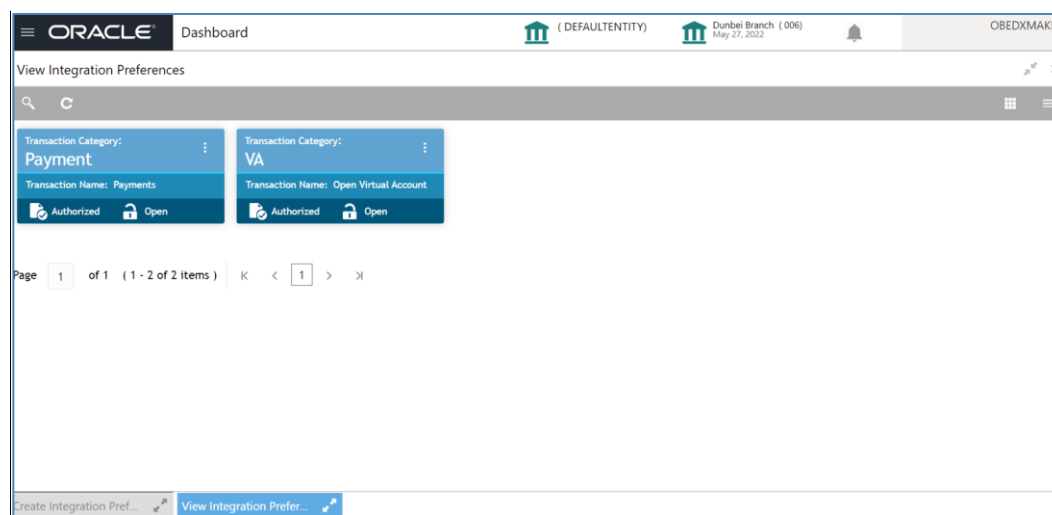 ORACLE
Dashboard
( DEFAULTENTITY)
Dunbei Branch ( 006)
May 27, 2022
OBEDXMAK
View Integration Preferences
Transaction Category:
Payment
Transaction Name: Payments
Authorized Open
Transaction Category:
VA
Transaction Name: Open Virtual Account
Authorized Open
Page 1 of 1 ( 1 - 2 of 2 items ) 1
Create Integration Pref...
View Integration Prefer...